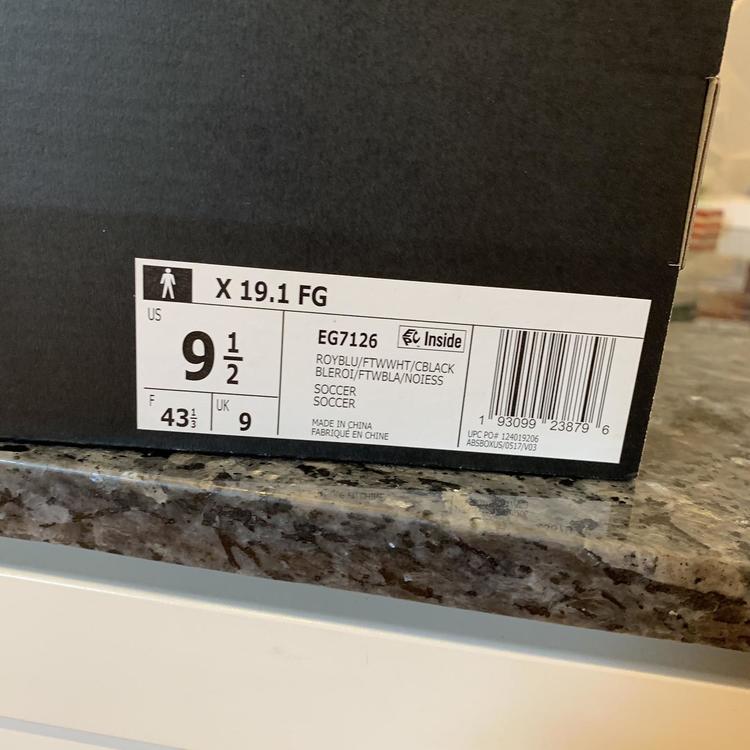 X 19.1 FG
US
9 1/2
F
43 1/3
UK
9
EG7126
Inside
ROYBLU/FTWWHT/CBLACK
BLEROI/FTWBLA/NOIESS
SOCCER
SOCCER
MADE IN CHINA
FABRIQUÉ EN CHINE
1 93099 23879 6
UPC PO# 124019206
ABSBOXUS/0517/V03